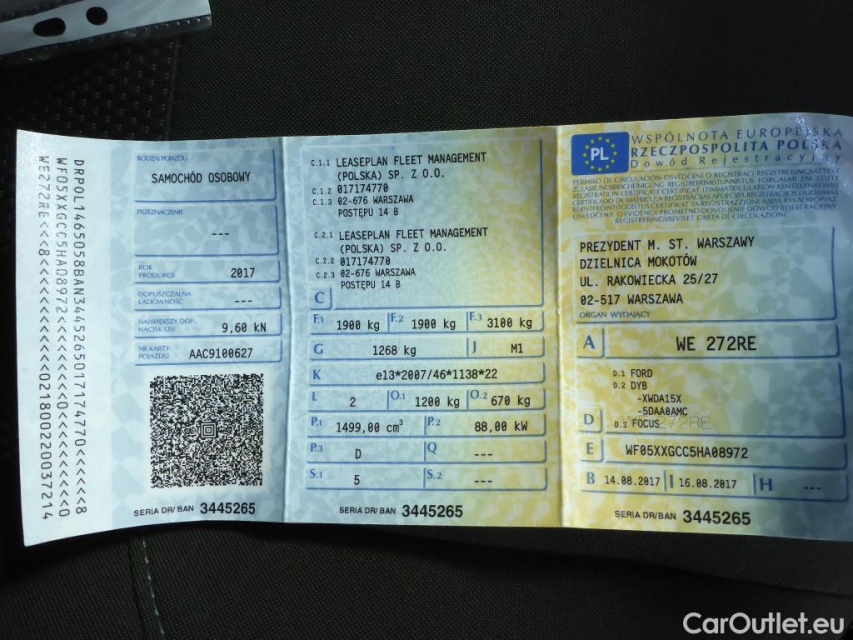 DRPOL1465058BAN3445265017174770<<<<<<8
RODZAJ POJAZDU
SAMOCHÓD OSOBOWY
PRZEZNACZENIE
---
ROK PRODUKCJI 2017
DOPUSZCZALNA ŁADOWNOŚĆ ---
NAJWIĘKSZY DOP. NACISK OSI 9,60 kN
NR KARTY POJAZDU AAC9100627
SERIA DR/BAN 3445265
C.1.1 LEASEPLAN FLEET MANAGEMENT
(POLSKA) SP. Z O.O.
C.1.2 017174770
C.1.3 02-676 WARSZAWA
POSTĘPU 14 B
C.2.1 LEASEPLAN FLEET MANAGEMENT
(POLSKA) SP. Z O.O.
C.2.2 017174770
C.2.3 02-676 WARSZAWA
POSTĘPU 14 B
C
F.1 1900 kg F.2 1900 kg F.3 3100 kg
G 1268 kg J M1
K e13*2007/46*1138*22
L 2 O.1 1200 kg O.2 670 kg
P.1 1499,00 cm³ P.2 88,00 kW
P.3 D Q ---
S.1 5 S.2 ---
SERIA DR/BAN 3445265
PL
WSPÓLNOTA EUROPEJSKA
RZECZPOSPOLITA POLSKA
Dowód Rejestracyjny
PREZYDENT M. ST. WARSZAWY
DZIELNICA MOKOTÓW
UL. RAKOWIECKA 25/27
02-517 WARSZAWA
ORGAN WYDAJĄCY
A WE 272RE
D.1 FORD
D.2 DYB
-XWDA15X
-5DAA0AMC
D D.3 FOCUS
E WF05XXGCC5HA08972
B 14.08.2017 I 16.08.2017 H ---
SERIA DR/BAN 3445265
CarOutlet.eu